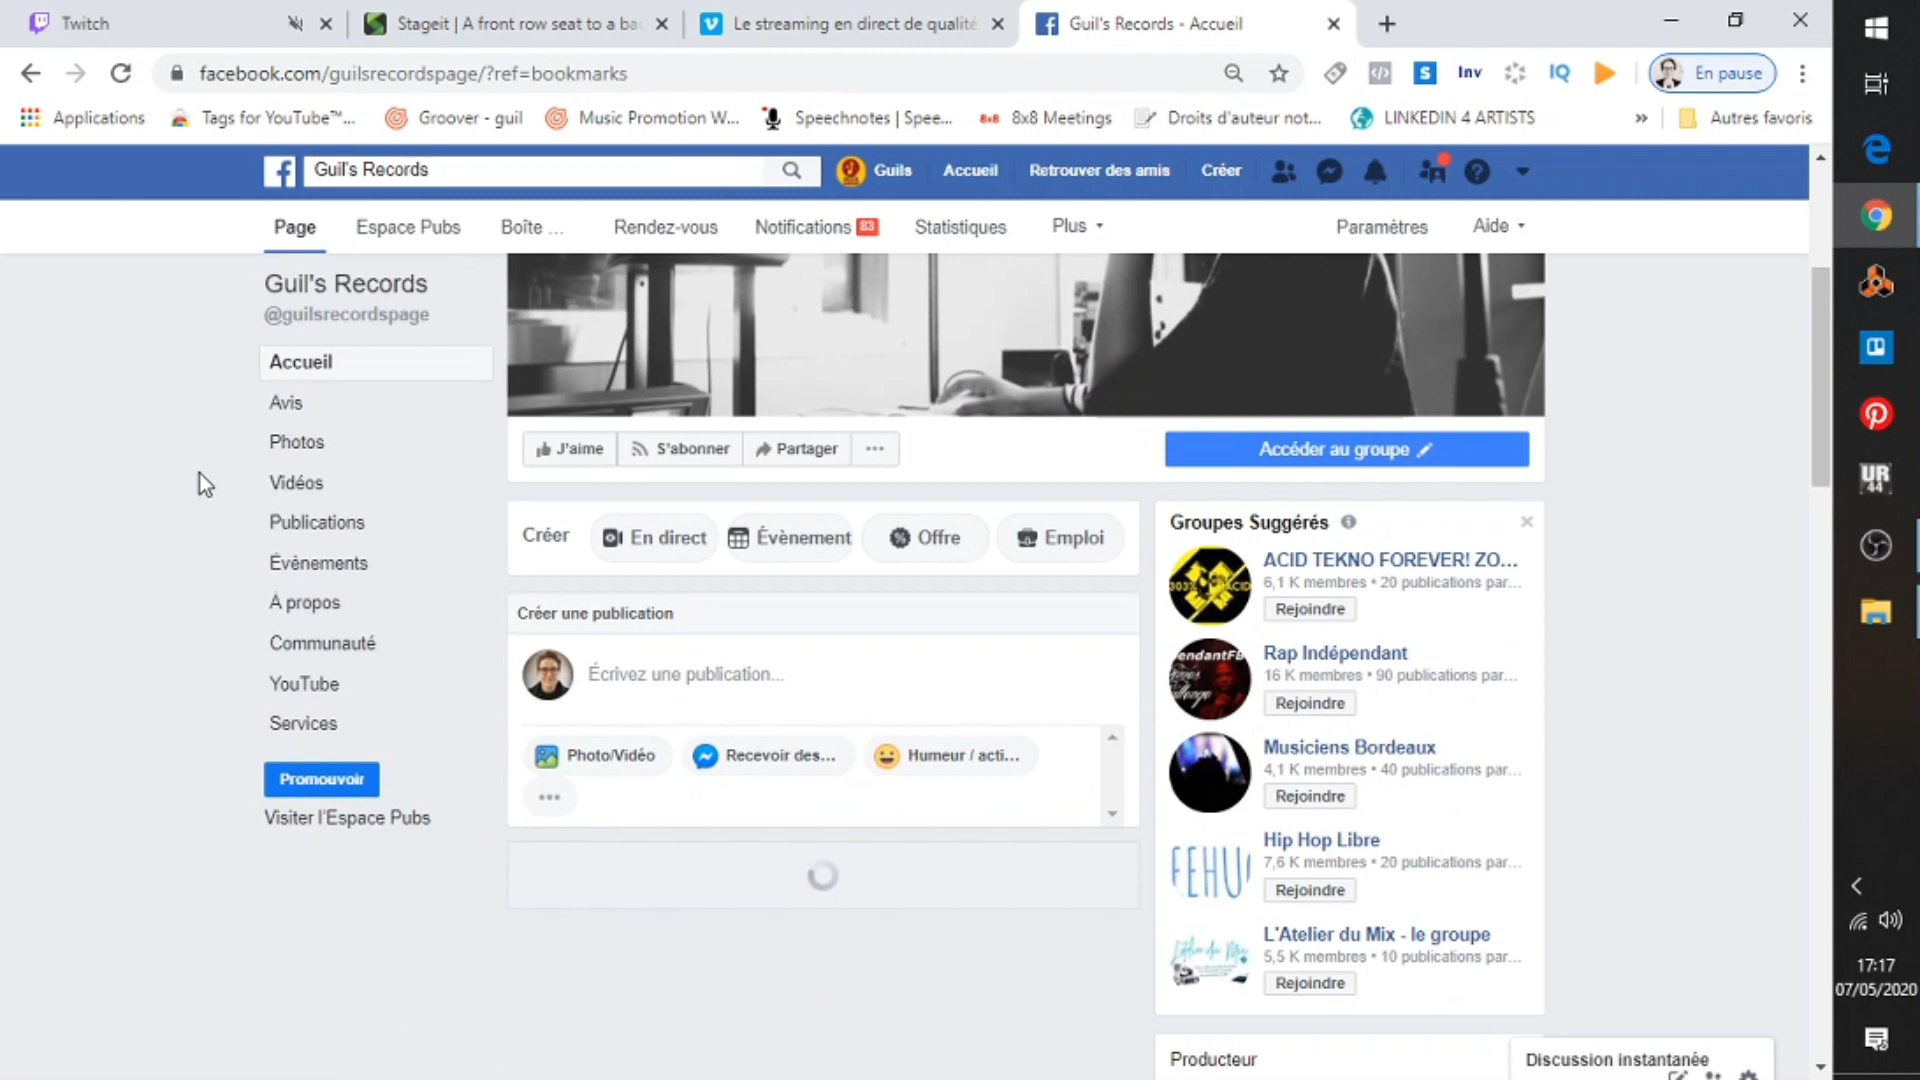 Twitch
Stageit | A front row seat to a bac
Le streaming en direct de qualité
Guil's Records - Accueil
facebook.com/guilsrecordspage/?ref=bookmarks
S
Inv
IQ
En pause
Applications
Tags for YouTube™...
Groover - guil
Music Promotion W...
Speechnotes | Spee...
8x8
8x8 Meetings
Droits d'auteur not...
LINKEDIN 4 ARTISTS
»
Autres favoris
Guil's Records
Guils
Accueil
Retrouver des amis
Créer
Page
Espace Pubs
Boîte ...
Rendez-vous
Notifications 83
Statistiques
Plus
Paramètres
Aide
Guil's Records
@guilsrecordspage
Accueil
Avis
Photos
Vidéos
Publications
Évènements
À propos
Communauté
YouTube
Services
Promouvoir
Visiter l'Espace Pubs
J'aime
S'abonner
Partager
...
Accéder au groupe
Créer
En direct
Évènement
Offre
Emploi
Créer une publication
Écrivez une publication...
Photo/Vidéo
Recevoir des...
Humeur / acti...
...
Groupes Suggérés
ACID TEKNO FOREVER! ZO...
6,1 K membres • 20 publications par...
Rejoindre
Rap Indépendant
16 K membres • 90 publications par...
Rejoindre
Musiciens Bordeaux
4,1 K membres • 40 publications par...
Rejoindre
FEHU
Hip Hop Libre
7,6 K membres • 20 publications par...
Rejoindre
L'Atelier du Mix - le groupe
5,5 K membres • 10 publications par...
Rejoindre
Producteur
Discussion instantanée
UR
44
17:17
07/05/2020